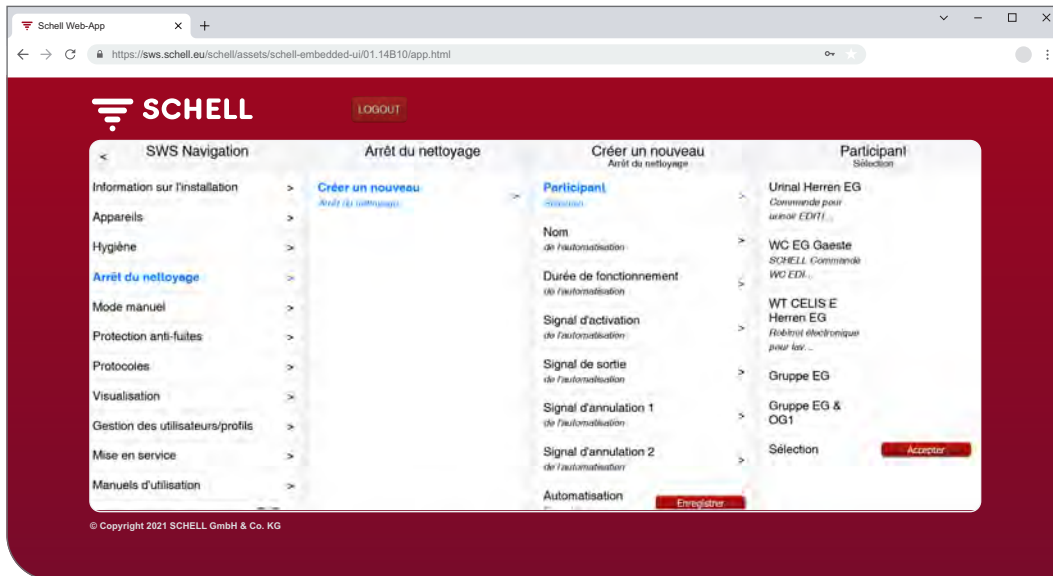 Schell Web-App
https://sws.schell.eu/schell/assets/schell-embedded-ui/01.14B10/app.html
SCHELL
LOGOUT
< SWS Navigation
Information sur l'installation >
Appareils >
Hygiène >
Arrêt du nettoyage >
Mode manuel >
Protection anti-fuites >
Protocoles >
Visualisation >
Gestion des utilisateurs/profils >
Mise en service >
Manuels d'utilisation >
Arrêt du nettoyage
Créer un nouveau >
Arrêt du nettoyage
Créer un nouveau
Arrêt du nettoyage
Participant >
Sélection
Nom >
de l'automatisation
Durée de fonctionnement >
de l'automatisation
Signal d'activation >
de l'automatisation
Signal de sortie >
de l'automatisation
Signal d'annulation 1 >
de l'automatisation
Signal d'annulation 2 >
de l'automatisation
Automatisation
Enregistrer
Participant
Sélection
Urinal Herren EG
Commande pour
urinoir EDITI...
WC EG Gaeste
SCHELL Commande
WC EDI...
WT CELIS E
Herren EG
Robinet électronique
pour lav...
Gruppe EG
Gruppe EG &
OG1
Sélection
Accepter
© Copyright 2021 SCHELL GmbH & Co. KG